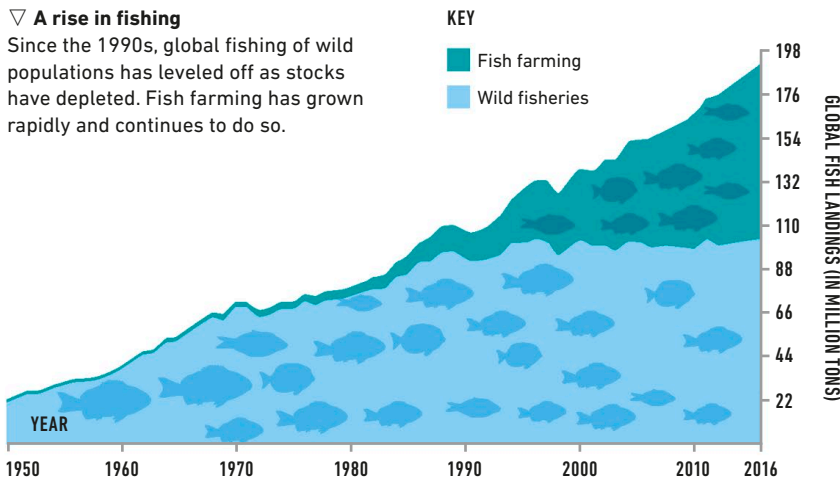 ▽ A rise in fishing
Since the 1990s, global fishing of wild
populations has leveled off as stocks
have depleted. Fish farming has grown
rapidly and continues to do so.
KEY
Fish farming
Wild fisheries
198
176
154
132
110
88
66
44
22
GLOBAL FISH LANDINGS (IN MILLION TONS)
YEAR
1950 1960 1970 1980 1990 2000 2010 2016